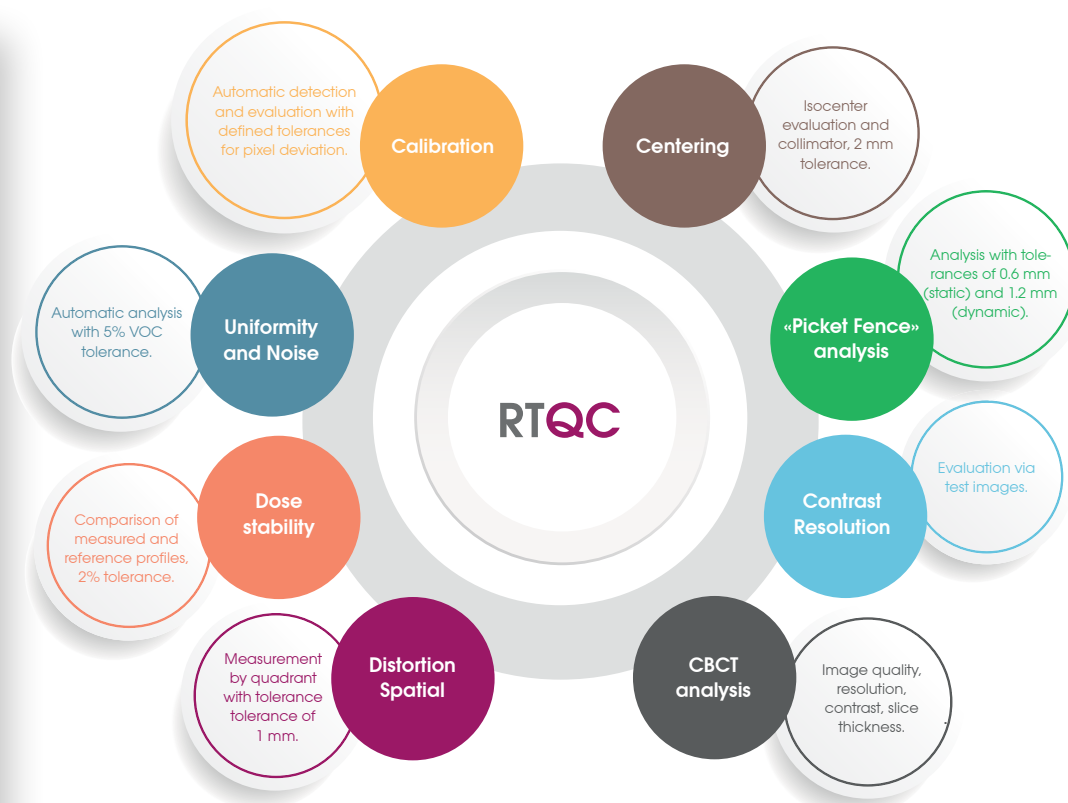 Automatic detection
and evaluation with
defined tolerances
for pixel deviation.
Calibration
Centering
Isocenter
evaluation and
collimator, 2 mm
tolerance.
Automatic analysis
with 5% VOC
tolerance.
Uniformity
and Noise
«Picket Fence»
analysis
Analysis with tole-
rances of 0.6 mm
(static) and 1.2 mm
(dynamic).
RTQC
Comparison of
measured and
reference profiles,
2% tolerance.
Dose
stability
Contrast
Resolution
Evaluation via
test images.
Measurement
by quadrant
with tolerance
tolerance of
1 mm.
Distortion
Spatial
CBCT
analysis
Image quality,
resolution,
contrast, slice
thickness.